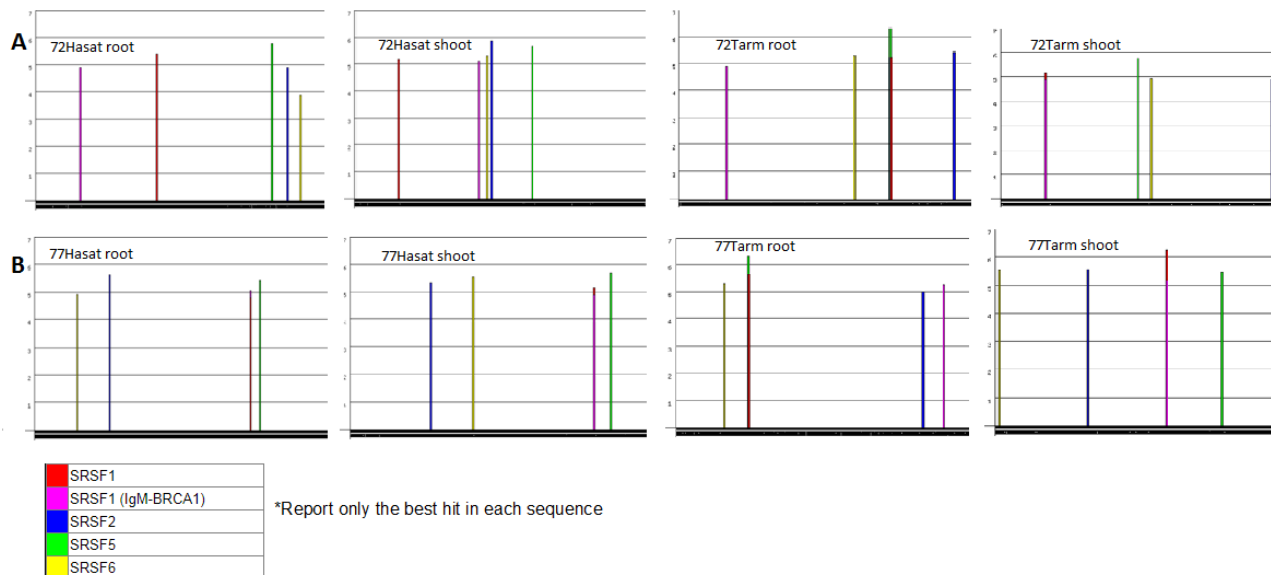 A
72Hasat root
72Hasat shoot
72Tarm root
72Tarm shoot
B
77Hasat root
77Hasat shoot
77Tarm root
77Tarm shoot
SRSF1
SRSF1 (IgM-BRCA1)
SRSF2
SRSF5
SRSF6
*Report only the best hit in each sequence